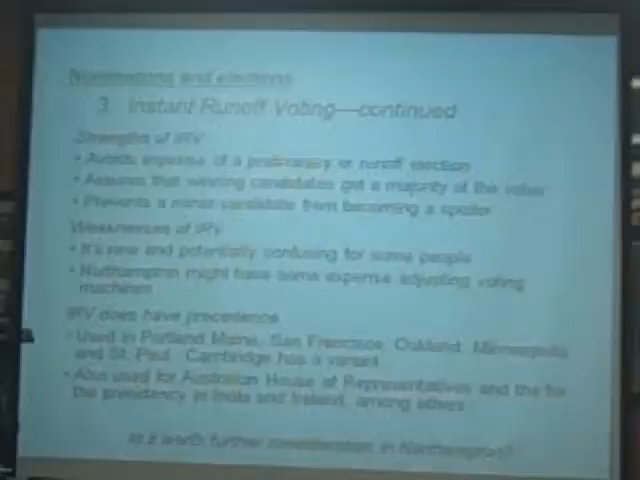 Nominations and elections
3. Instant Runoff Voting—continued
Strengths of IRV
• Avoids expense of a preliminary or runoff election
• Assures that winning candidates get a majority of the votes
• Prevents a minor candidate from becoming a spoiler
Weaknesses of IRV
• It's new and potentially confusing for some people
• Northampton might have some expense adjusting voting
machines
IRV does have precedence
• Used in Portland Maine, San Francisco, Oakland, Minneapolis
and St. Paul. Cambridge has a variant
• Also used for Australian House of Representatives and the for
the presidency in India and Ireland, among others
Is it worth further consideration in Northampton?